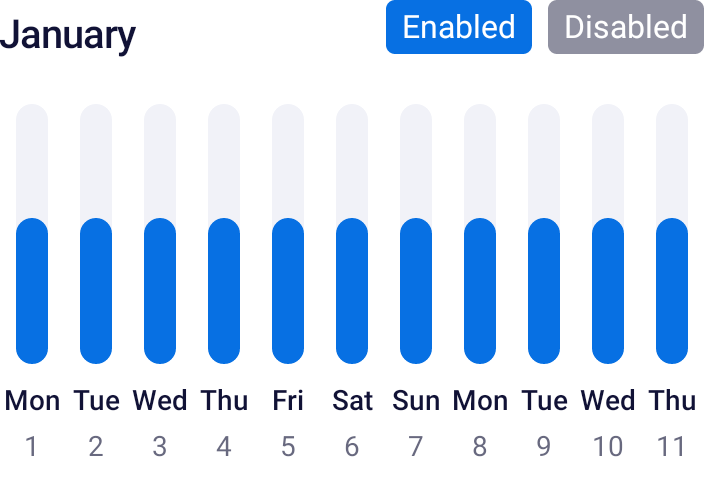 January
Enabled Disabled
Mon Tue Wed Thu Fri Sat Sun Mon Tue Wed Thu
1 2 3 4 5 6 7 8 9 10 11